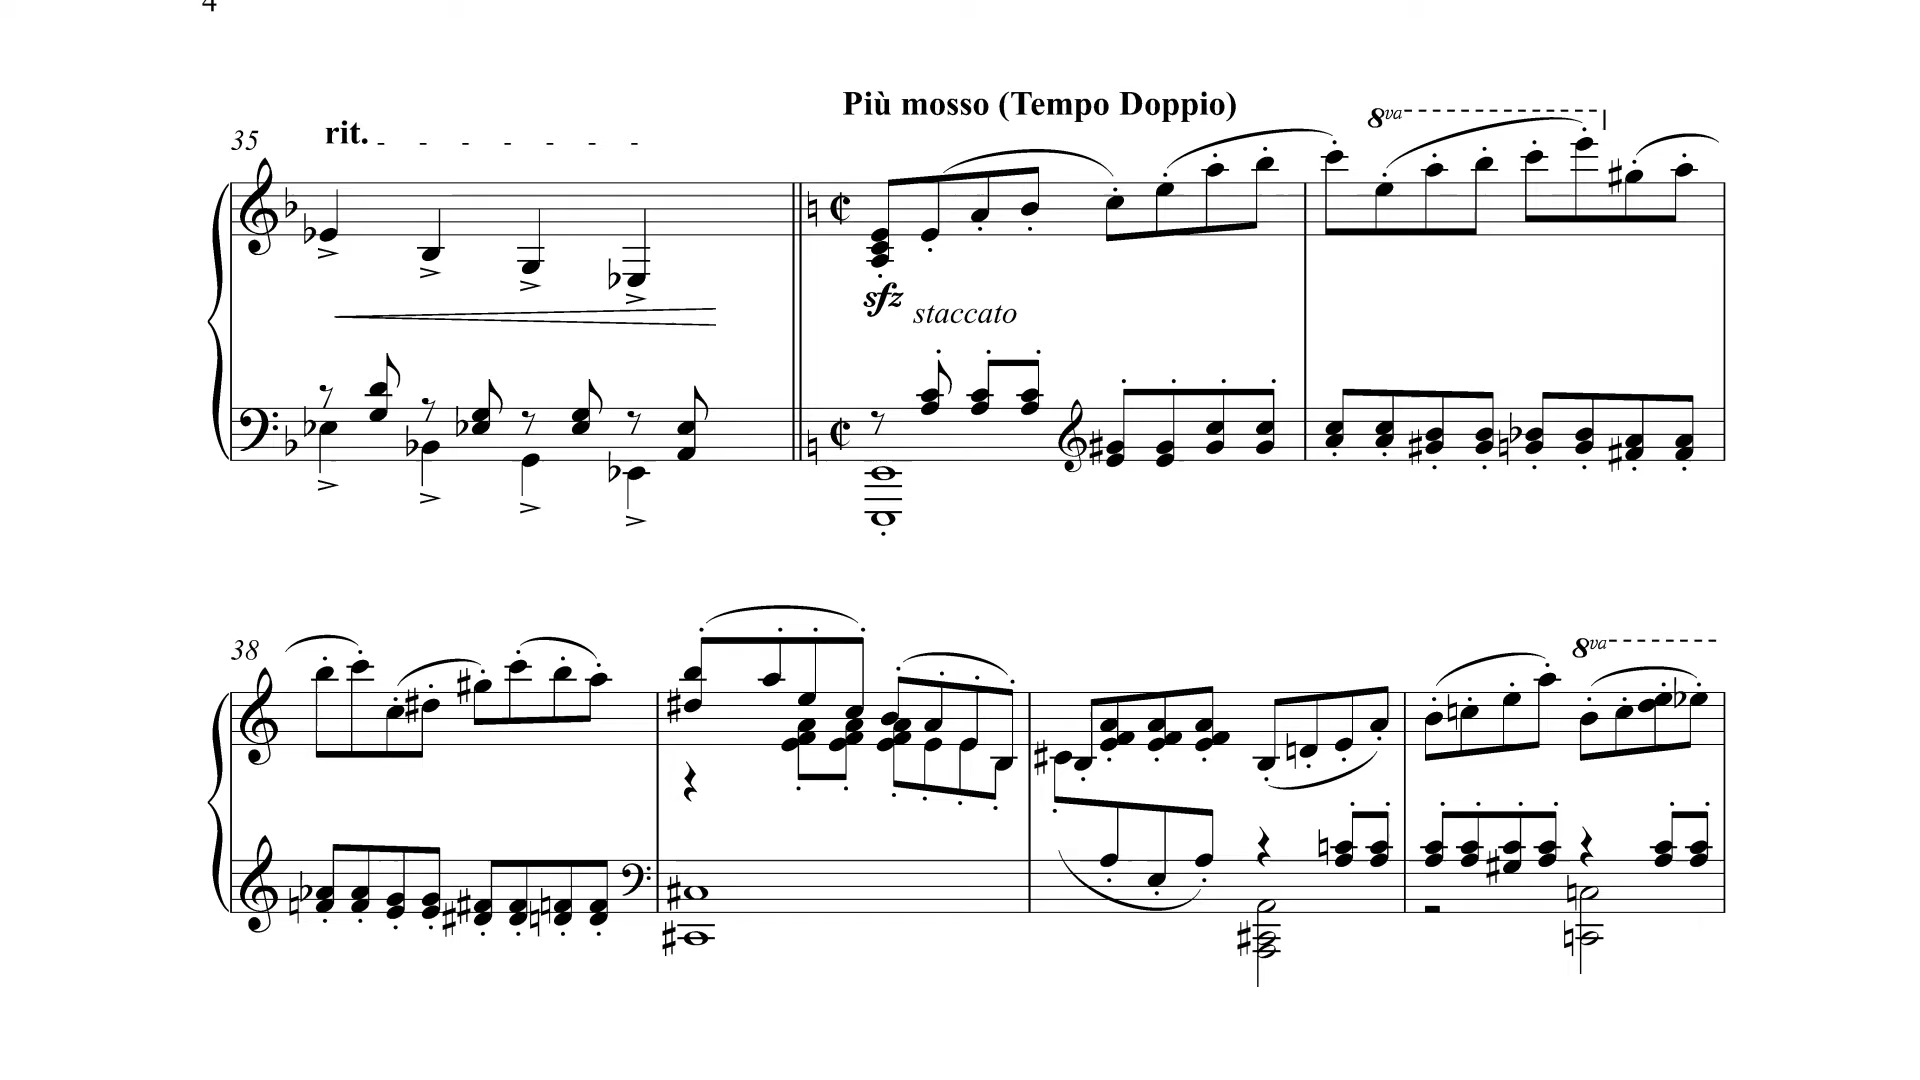 4
Più mosso (Tempo Doppio)
35 rit. 8va
sfz
staccato
38 8va